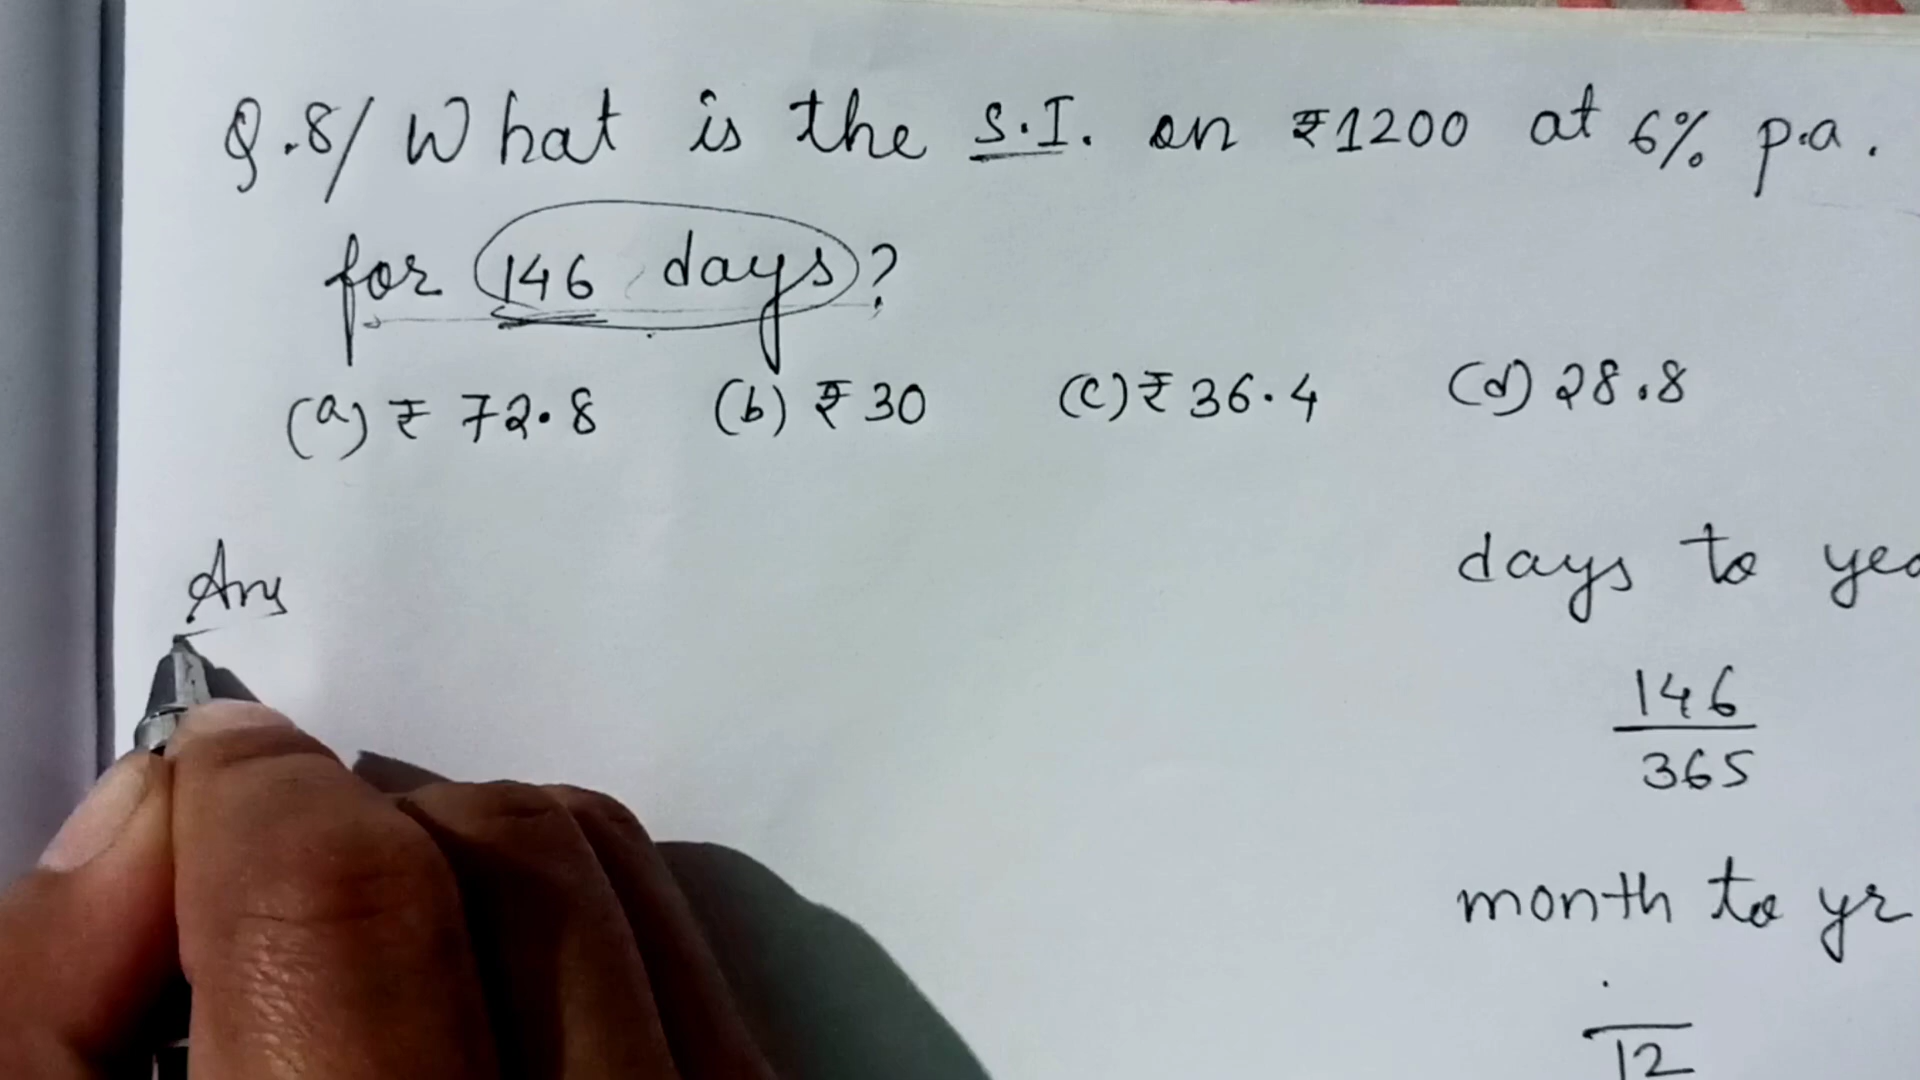 Q.8/ What is the S.I. on ₹1200 at 6% p.a.
for 146 days?
(a) ₹ 72.8 (b) ₹ 30 (c) ₹ 36.4 (d) 28.8
Ans
days to
146
365
month to yr
12